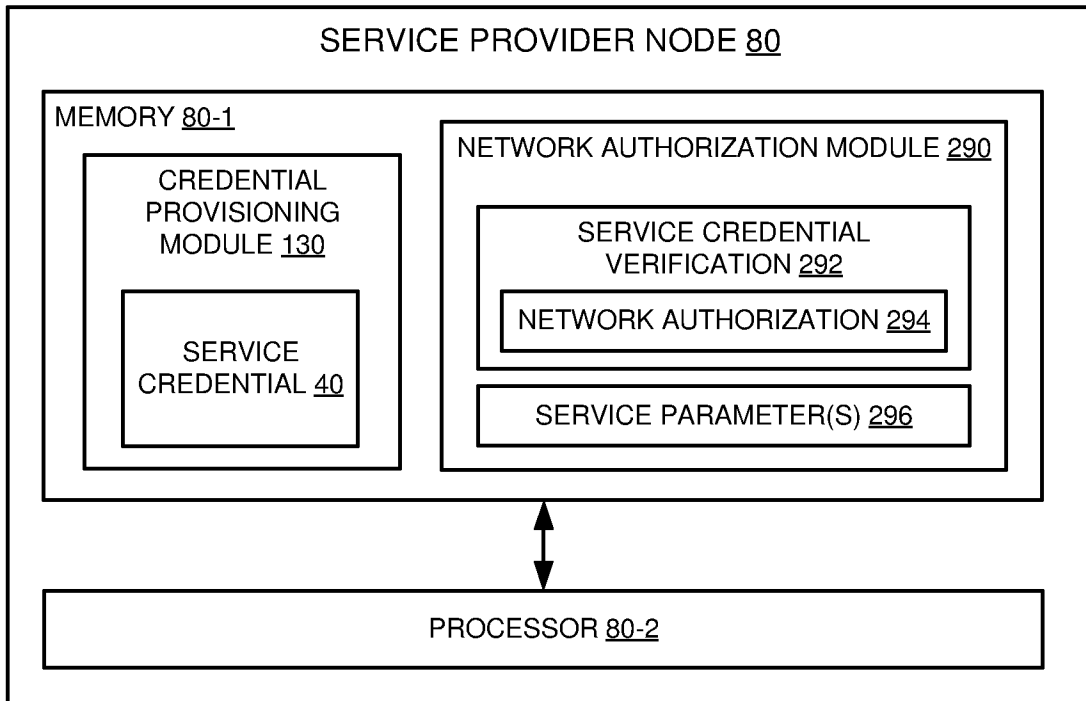 SERVICE PROVIDER NODE 80
MEMORY 80-1
CREDENTIAL
PROVISIONING
MODULE 130
SERVICE
CREDENTIAL 40
NETWORK AUTHORIZATION MODULE 290
SERVICE CREDENTIAL
VERIFICATION 292
NETWORK AUTHORIZATION 294
SERVICE PARAMETER(S) 296
PROCESSOR 80-2